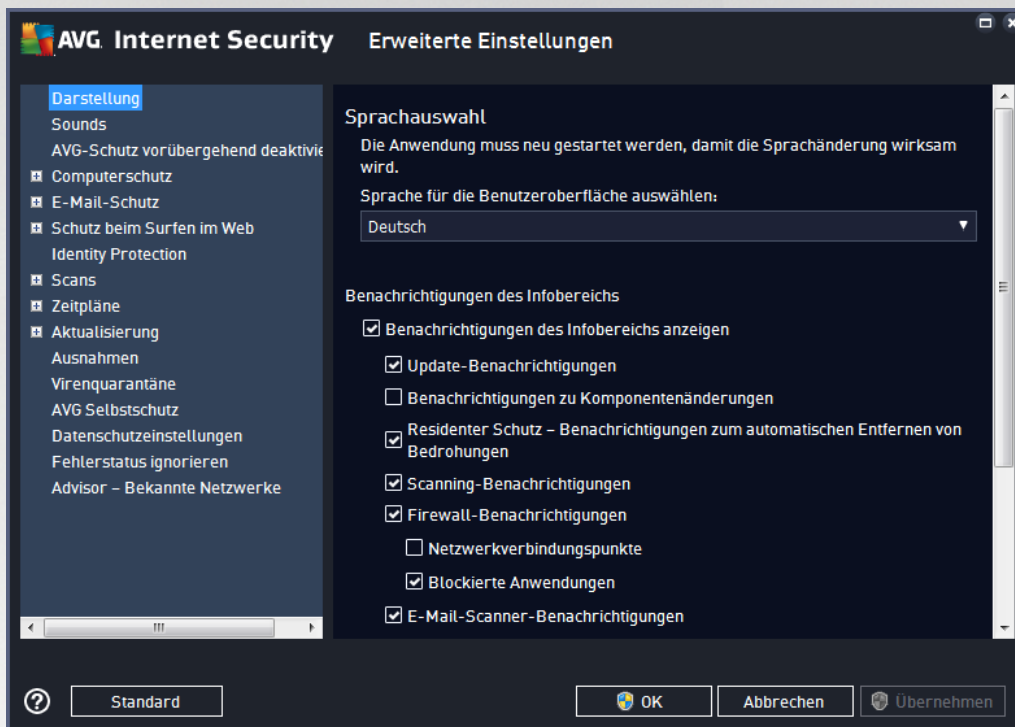 AVG. Internet Security
Erweiterte Einstellungen
Darstellung
Sounds
AVG-Schutz vorübergehend deaktivie
Computerschutz
E-Mail-Schutz
Schutz beim Surfen im Web
Identity Protection
Scans
Zeitpläne
Aktualisierung
Ausnahmen
Virenquarantäne
AVG Selbstschutz
Datenschutzeinstellungen
Fehlerstatus ignorieren
Advisor – Bekannte Netzwerke
Sprachauswahl
Die Anwendung muss neu gestartet werden, damit die Sprachänderung wirksam
wird.
Sprache für die Benutzeroberfläche auswählen:
Deutsch
Benachrichtigungen des Infobereichs
Benachrichtigungen des Infobereichs anzeigen
Update-Benachrichtigungen
Benachrichtigungen zu Komponentenänderungen
Residenter Schutz – Benachrichtigungen zum automatischen Entfernen von
Bedrohungen
Scanning-Benachrichtigungen
Firewall-Benachrichtigungen
Netzwerkverbindungspunkte
Blockierte Anwendungen
E-Mail-Scanner-Benachrichtigungen
?
Standard
OK
Abbrechen
Übernehmen